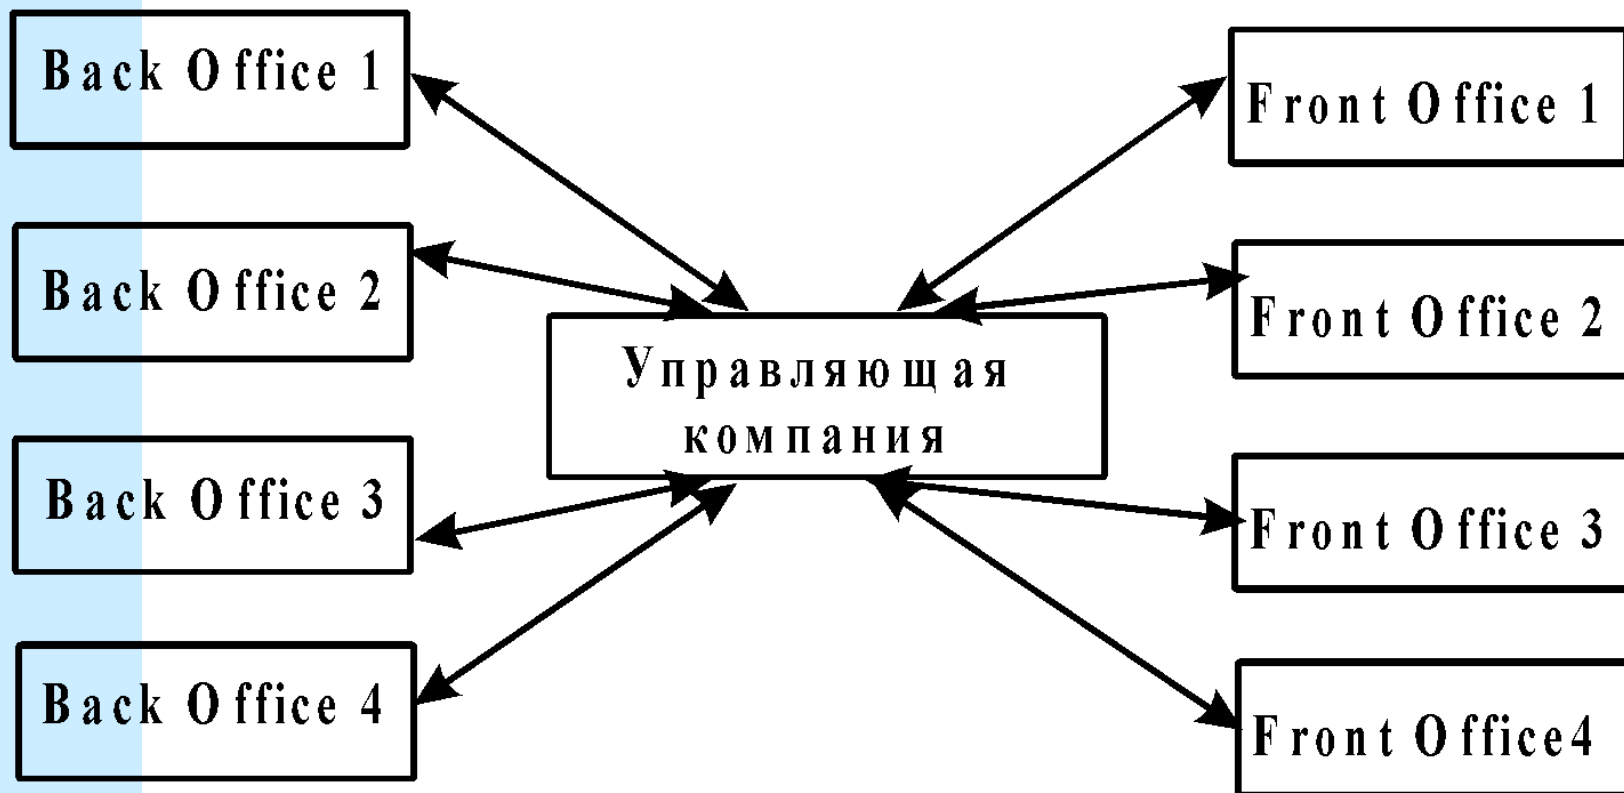 Back Office 1
Front Office 1
Back Office 2
Front Office 2
Управляющая
компания
Back Office 3
Front Office 3
Back Office 4
Front Office4